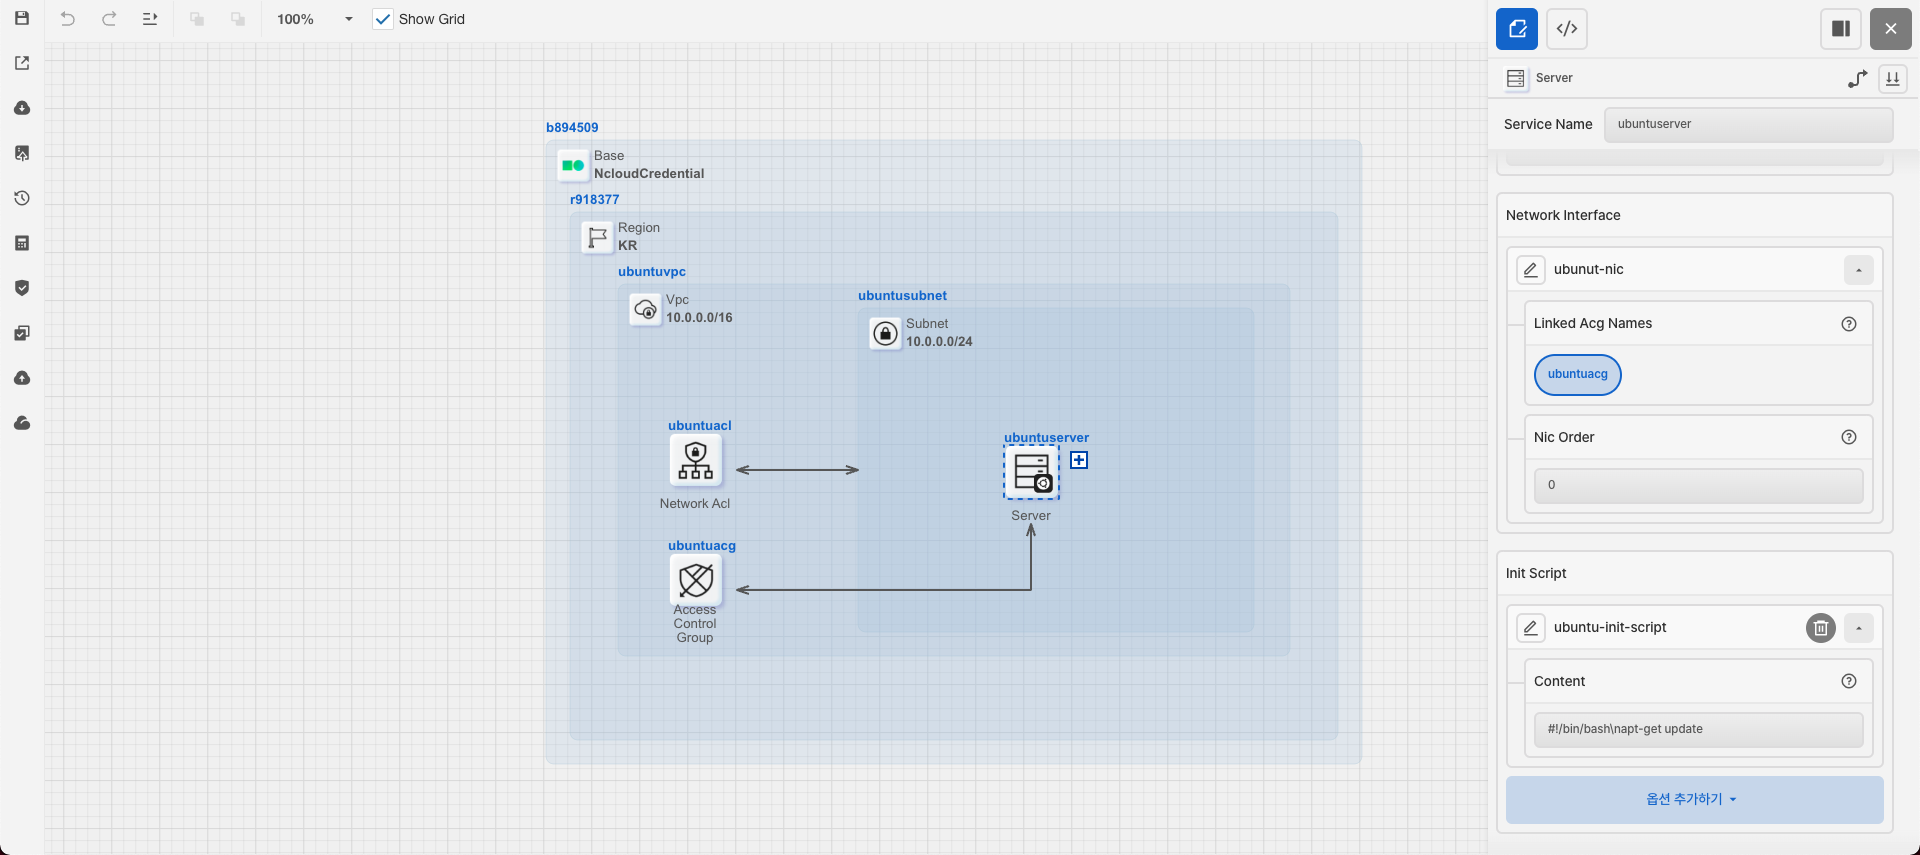 100%
Show Grid
b894509
Base
NcloudCredential
r918377
Region
KR
ubuntuvpc
Vpc
10.0.0.0/16
ubuntusubnet
Subnet
10.0.0.0/24
ubuntuacl
Network Acl
ubuntuserver
Server
ubuntuacg
Access
Control
Group
</>
Server
Service Name
ubuntuserver
Network Interface
ubunut-nic
Linked Acg Names
ubuntuacg
Nic Order
0
Init Script
ubuntu-init-script
Content
#!/bin/bash\napt-get update
옵션 추가하기